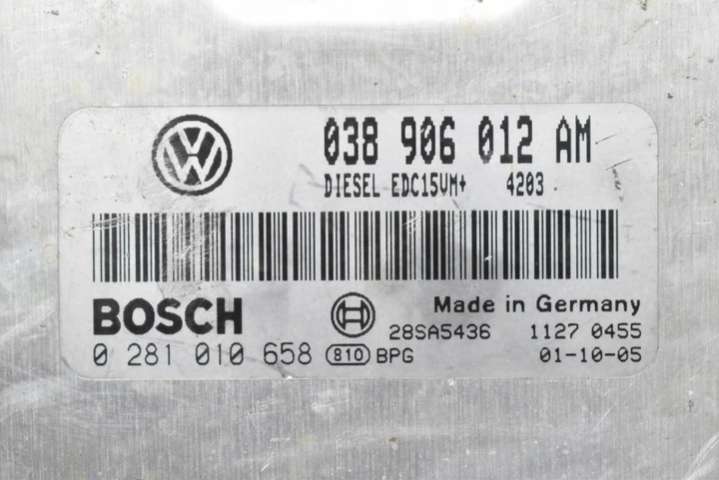 VW
038 906 012 AM
DIESEL EDC15VM+ 4203
BOSCH
Made in Germany
28SA5436 1127 0455
0 281 010 658 810 BPG 01-10-05